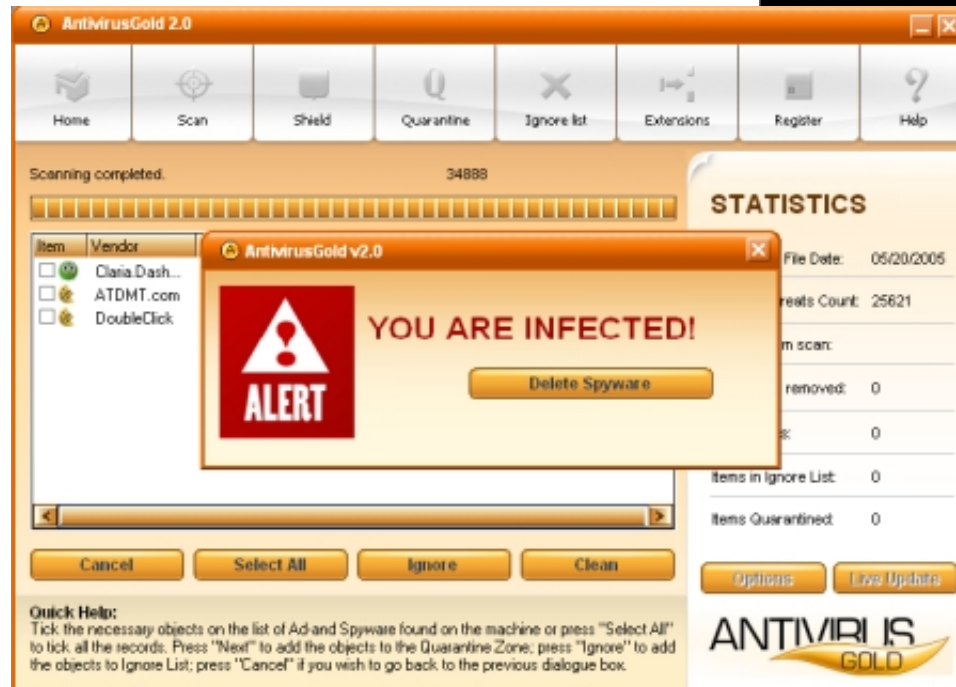 AntivirusGold 2.0
Home Scan Shield Quarantine Ignore list Extensions Register Help
Scanning completed. 34888
Item Vendor
Claria.Dash...
ATDMT.com
DoubleClick
AntivirusGold v2.0
ALERT
YOU ARE INFECTED!
Delete Spyware
STATISTICS
File Date: 05/20/2005
reats Count: 25621
m scan:
removed: 0
s: 0
Items in Ignore List: 0
Items Quarantined: 0
Cancel Select All Ignore Clean
Options Live Update
Quick Help:
Tick the necessary objects on the list of Ad-and Spyware found on the machine or press "Select All"
to tick all the records. Press "Next" to add the objects to the Quarantine Zone; press "Ignore" to add
the objects to Ignore List; press "Cancel" if you wish to go back to the previous dialogue box.
ANTIVIRUS
GOLD